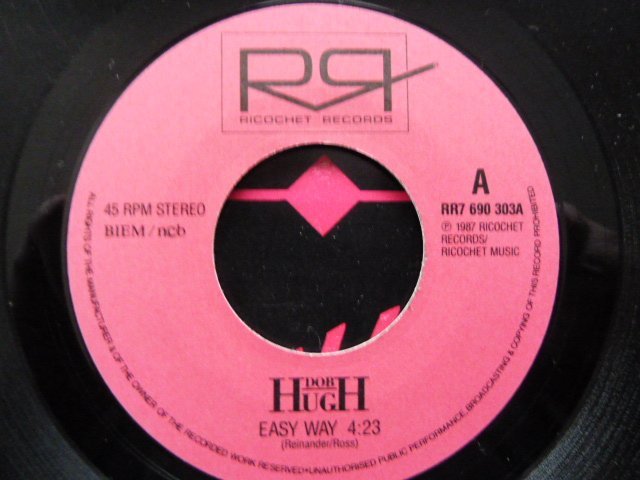 RR
RICOCHET RECORDS
45 RPM STEREO
BIEM/ncb
A
RR7 690 303A
℗ 1987 RICOCHET
RECORDS/
RICOCHET MUSIC
DOB'
HUGH
EASY WAY 4:23
(Reinander/Ross)
ALL RIGHTS OF THE MANUFACTURER & OF THE OWNER OF THE RECORDED WORK RESERVED•UNAUTHORISED PUBLIC PERFORMANCE, BROADCASTING & COPYING OF THIS RECORD PROHIBITED